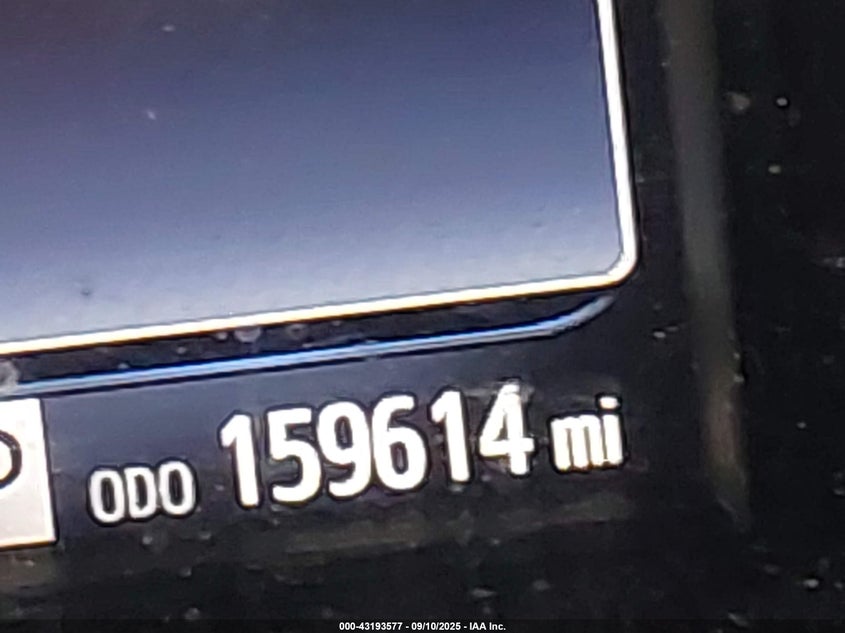 ODO 159614 mi
000-43193577 - 09/10/2025 - IAA Inc.